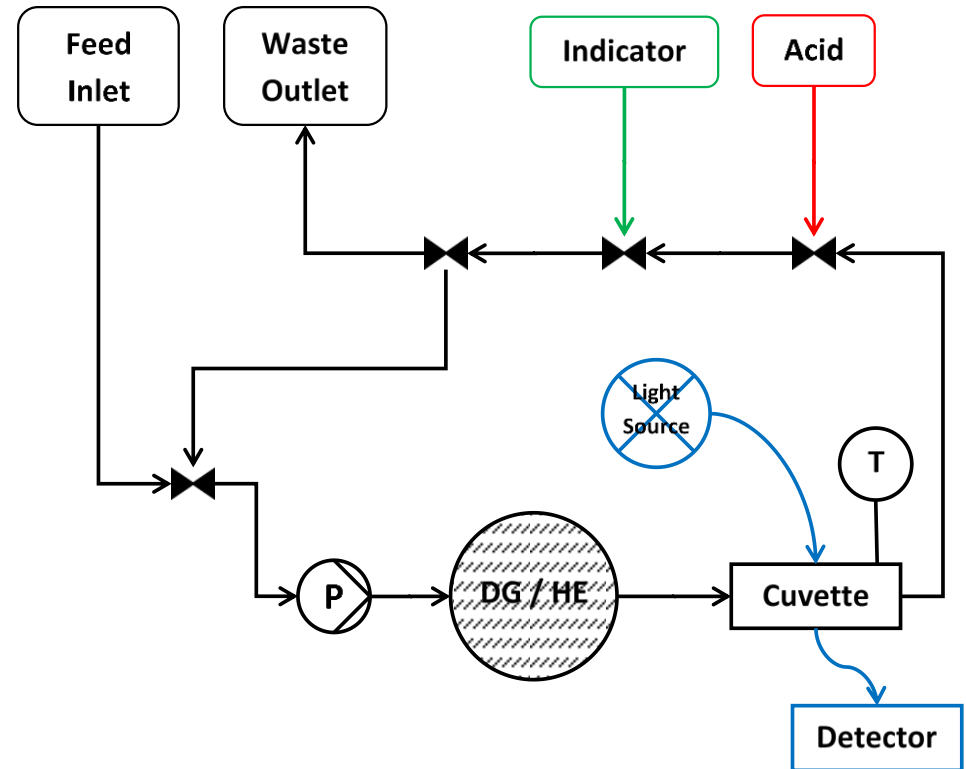 Feed
Inlet
Waste
Outlet
Indicator
Acid
Light
Source
T
P
DG / HE
Cuvette
Detector